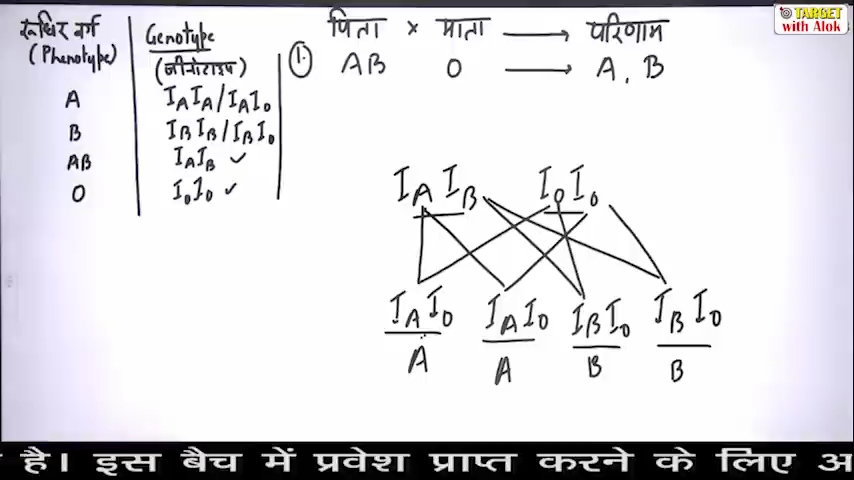 TARGET
with Alok
रूधिर वर्ग
(Phenotype)
A
B
AB
O
Genotype
(जीनोटाइप)
IAIA/IAIO
IBIB/IBIO
IAIB ✓
IOIO ✓
पिता × माता → परिणाम
1. AB O → A, B
IAIB IOIO
IAIO IAIO IBIO IBIO
A A B B
है। इस बैच में प्रवेश प्राप्त करने के लिए अ